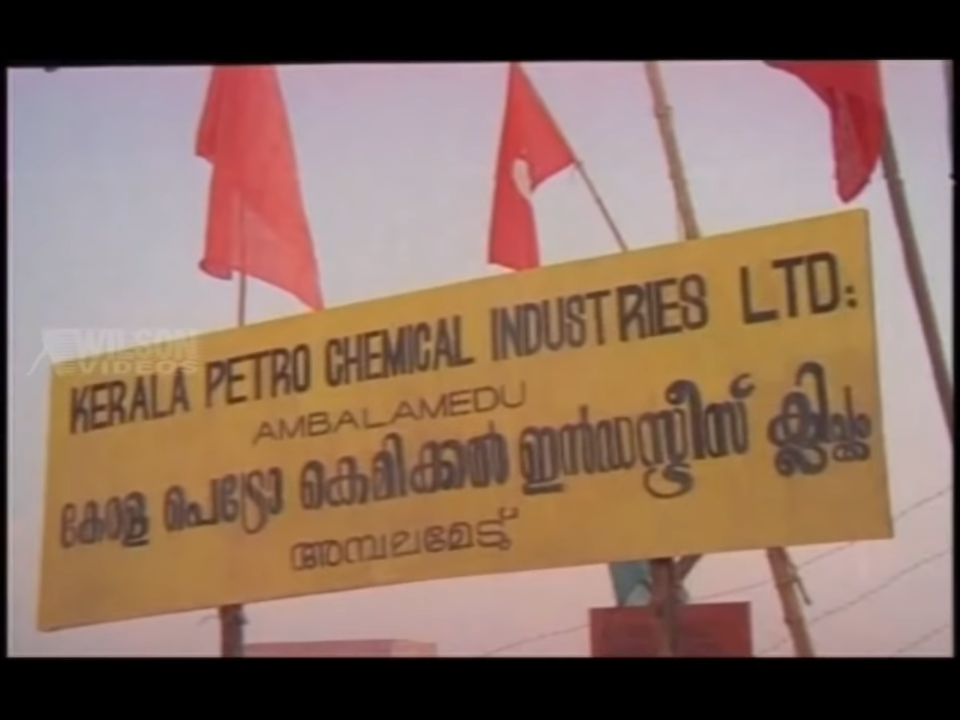 KERALA PETRO CHEMICAL INDUSTRIES LTD:
AMBALAMEDU
കേരള പെട്രോ കെമിക്കൽ ഇൻഡസ്ട്രീസ്
അമ്പലമേടു്
WILSON
VIDEOS